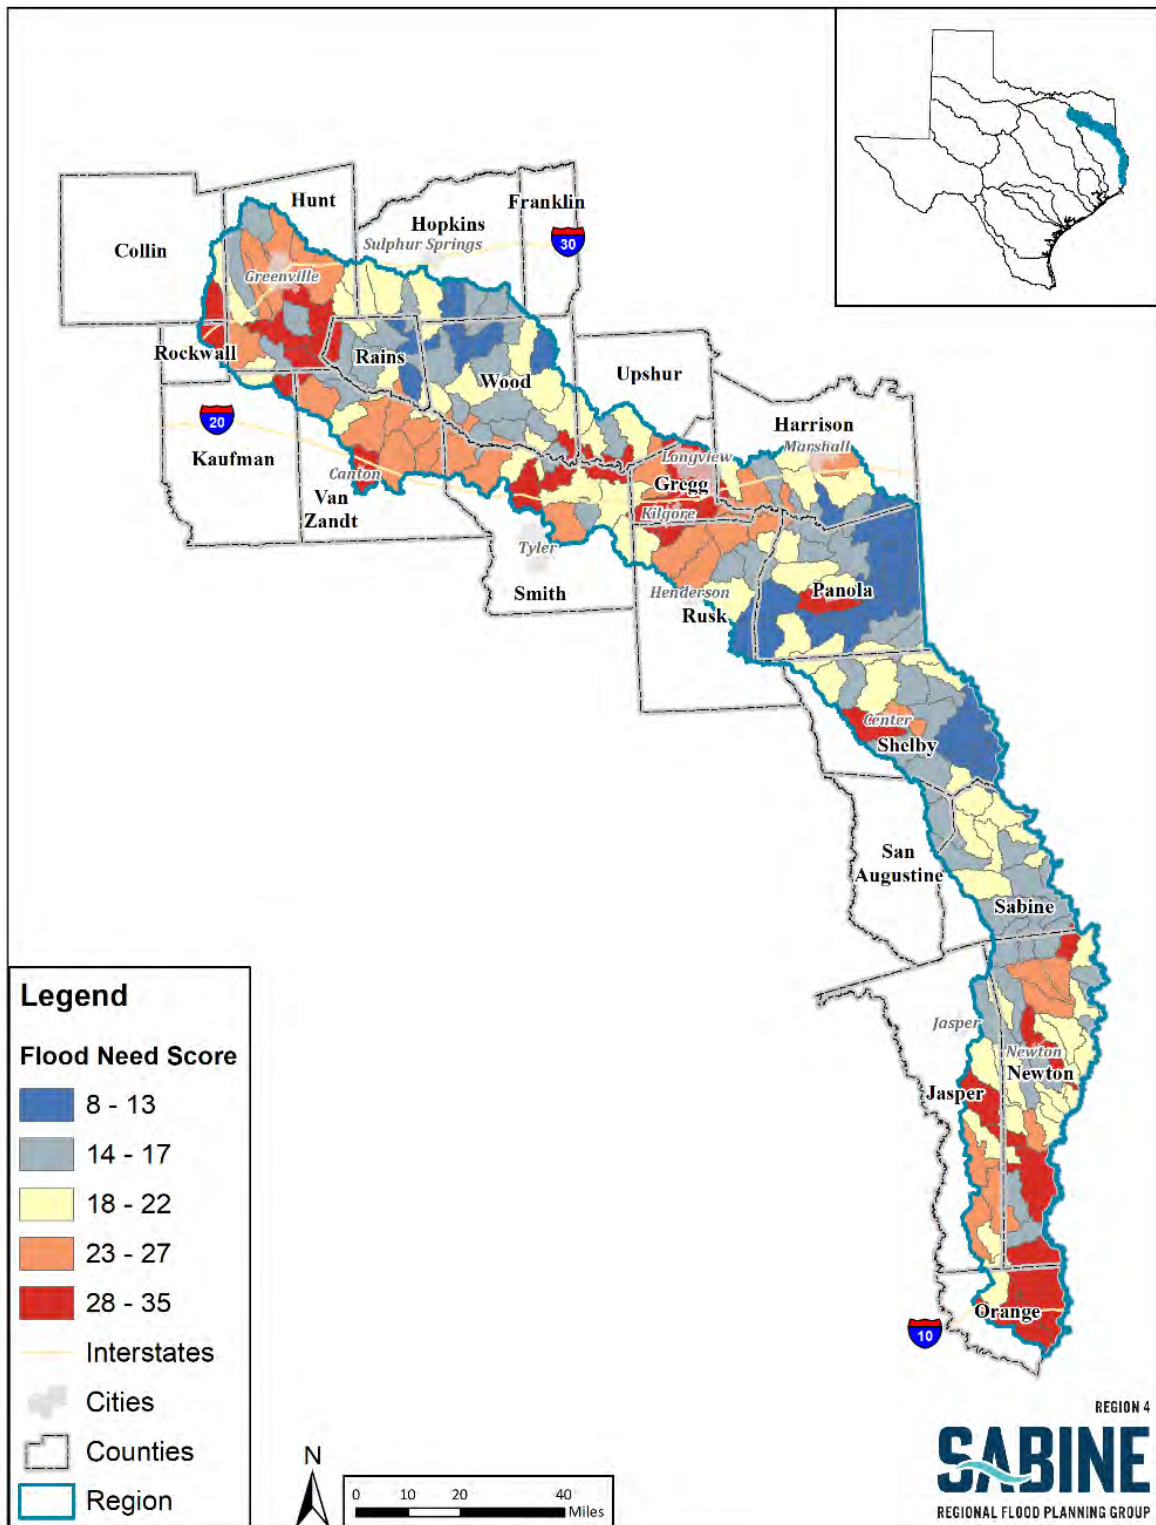 Hunt
Franklin
Hopkins
Sulphur Springs
30
Collin
Greenville
Rockwall
Rains
Wood
Upshur
20
Harrison
Marshall
Kaufman
Canton
Longview
Gregg
Van
Zandt
Kilgore
Tyler
Smith
Henderson
Rusk
Panola
Center
Shelby
San
Augustine
Sabine
Jasper
Newton
Newton
Jasper
Orange
10
Legend
Flood Need Score
8 - 13
14 - 17
18 - 22
23 - 27
28 - 35
Interstates
Cities
Counties
Region
N
0 10 20 40
Miles
REGION 4
SABINE
REGIONAL FLOOD PLANNING GROUP